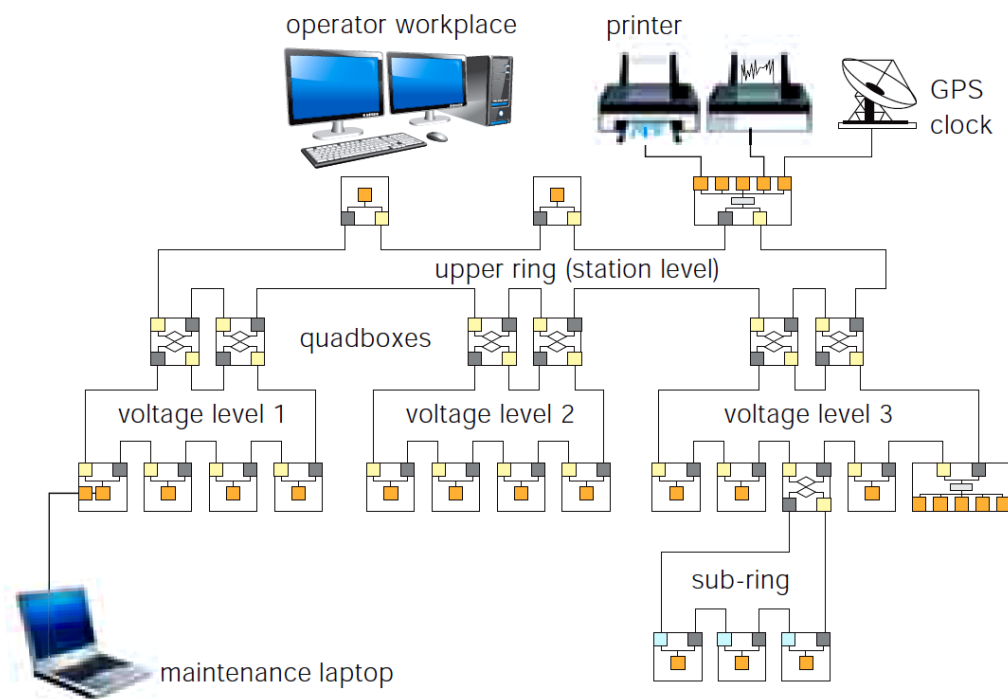 operator workplace
printer
GPS
clock
upper ring (station level)
quadboxes
voltage level 1
voltage level 2
voltage level 3
sub-ring
maintenance laptop